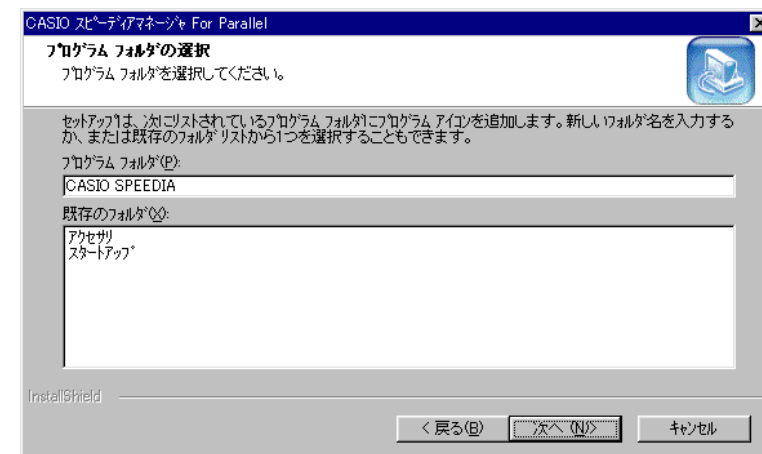 CASIO スピーディアマネージャ For Parallel
プログラム フォルダの選択
プログラム フォルダを選択してください。
セットアップは、次にリストされているプログラム フォルダにプログラム アイコンを追加します。新しいフォルダ名を入力する
か、または既存のフォルダ リストから1つを選択することもできます。
プログラム フォルダ(P):
CASIO SPEEDIA
既存のフォルダ(X):
アクセサリ
スタートアップ
InstallShield
< 戻る(B)
次へ (N)>
キャンセル